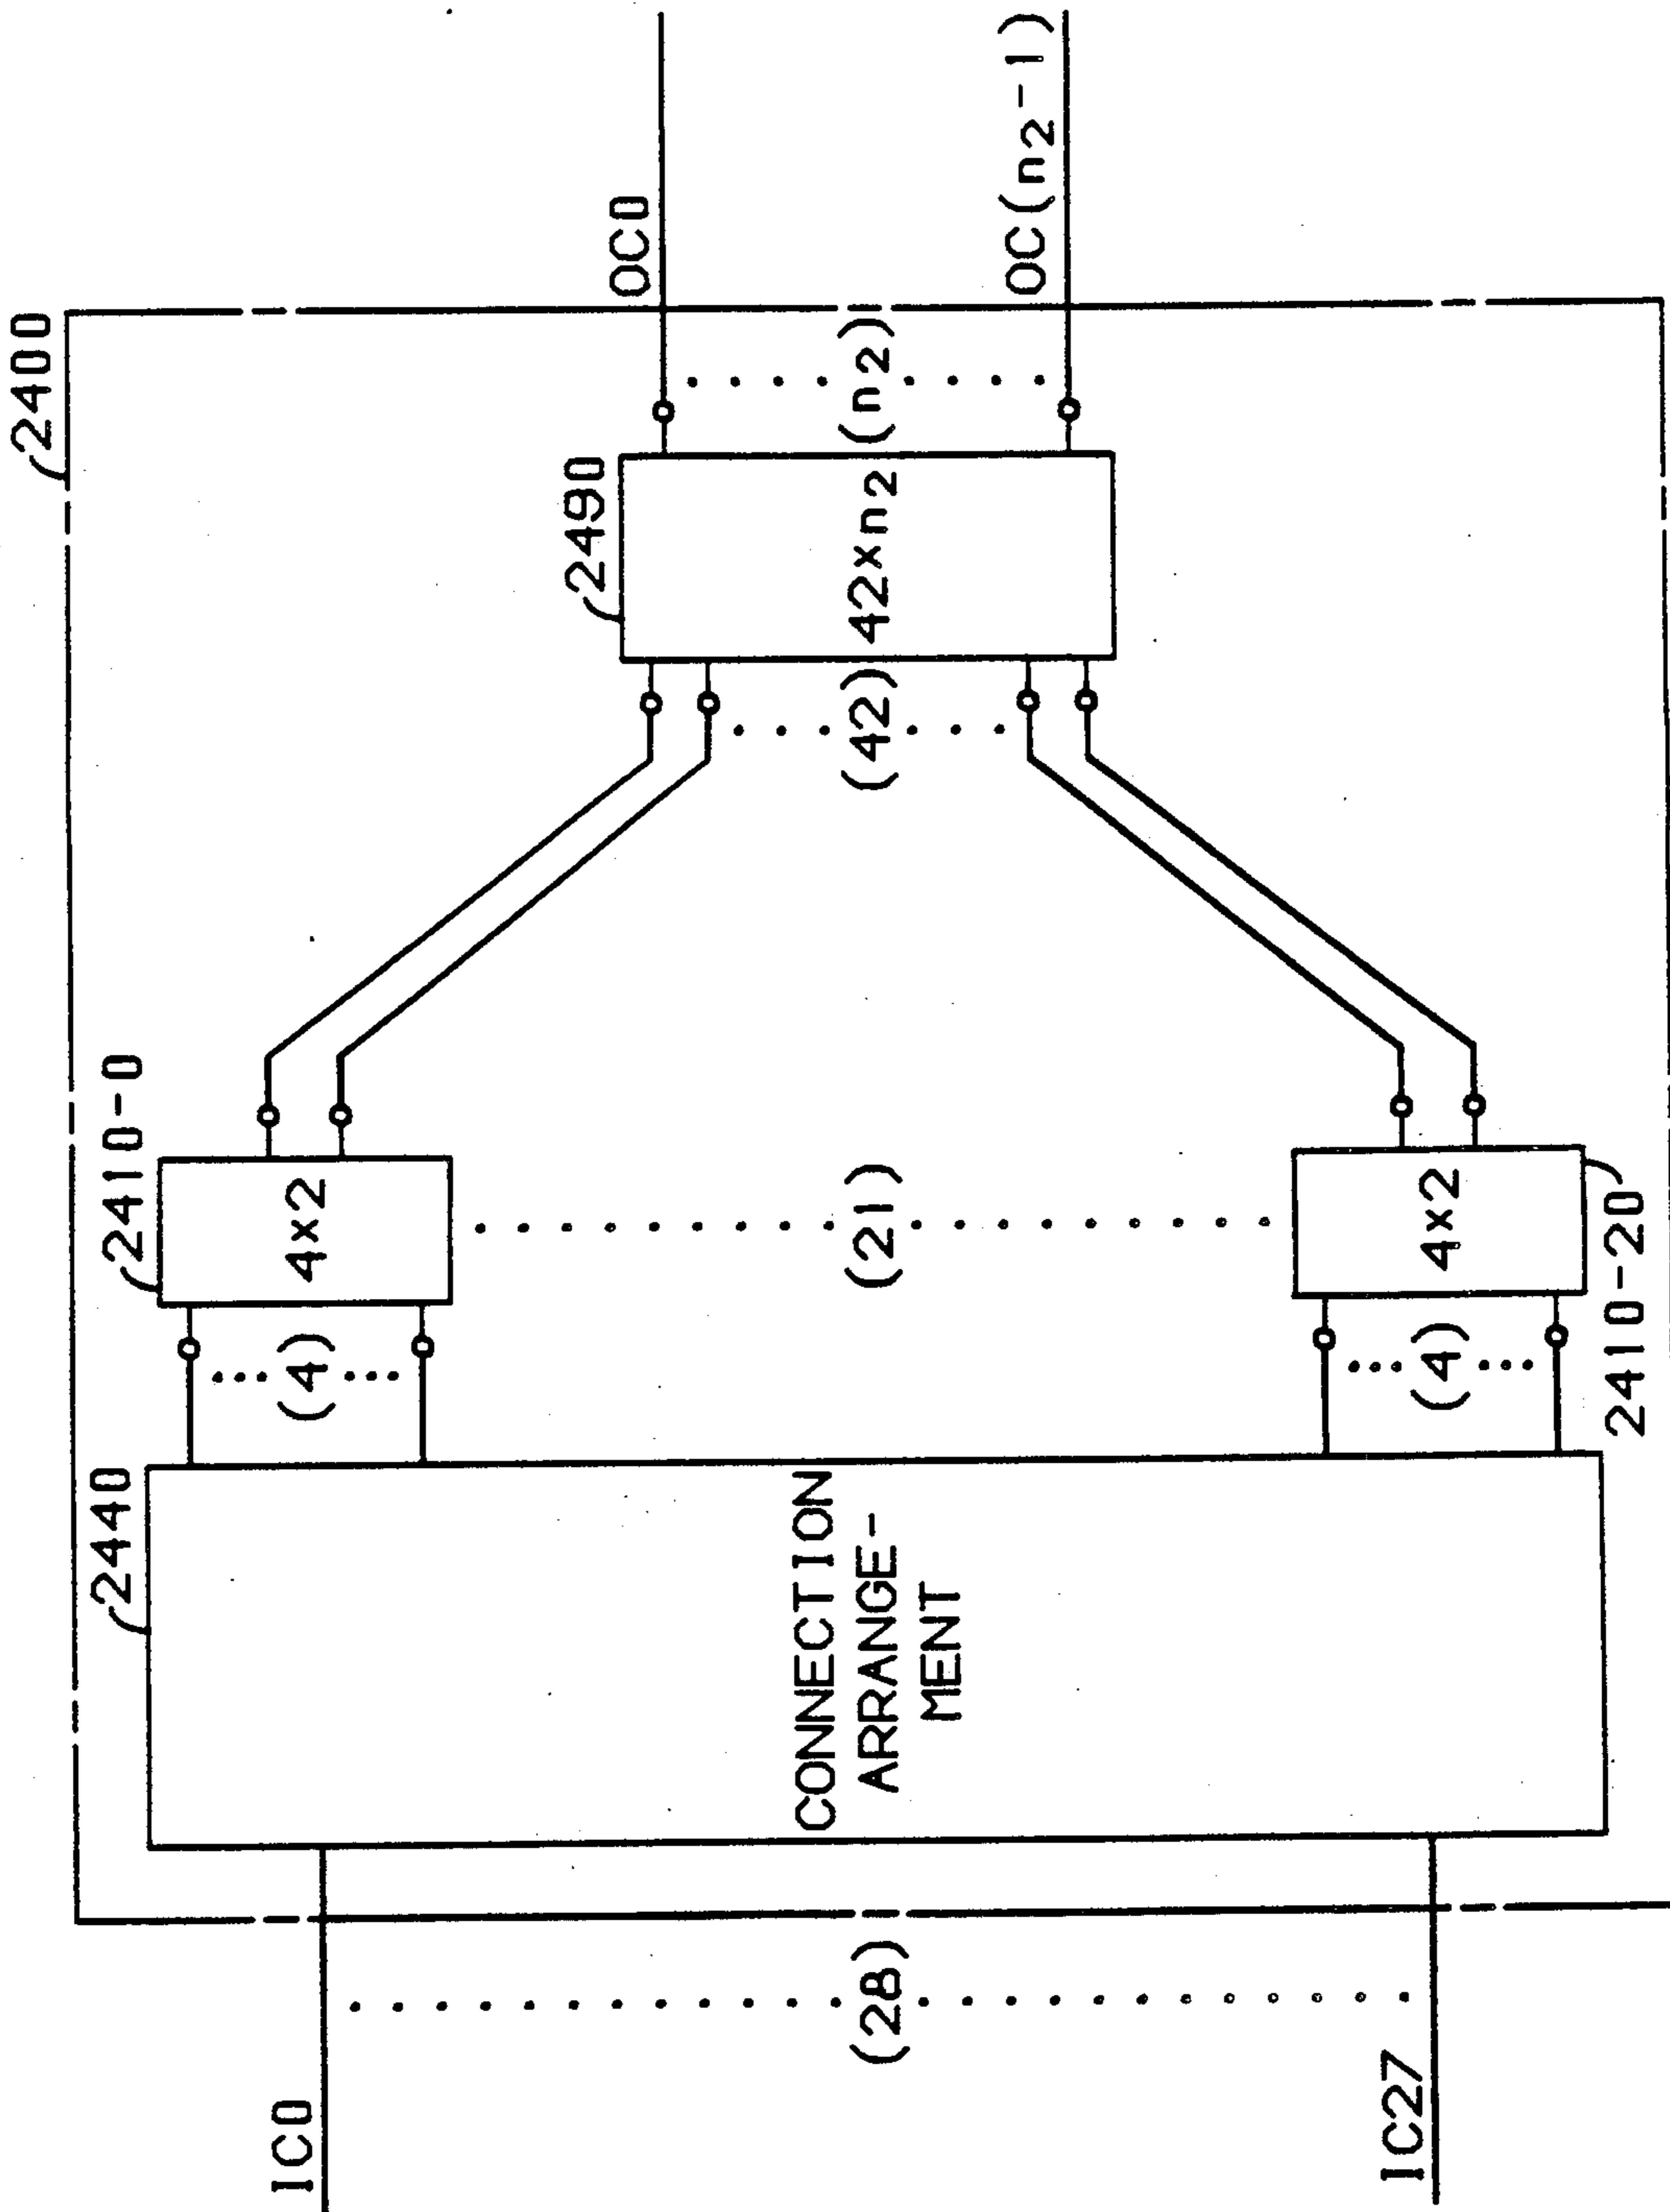 2400
IC0
(28)
IC27
2440
CONNECTION
ARRANGE-
MENT
(4)
(4)
2410-0
4x2
(21)
4x2
2410-20
(42)
2490
42xn2
(n2)
OC0
OC(n2-1)